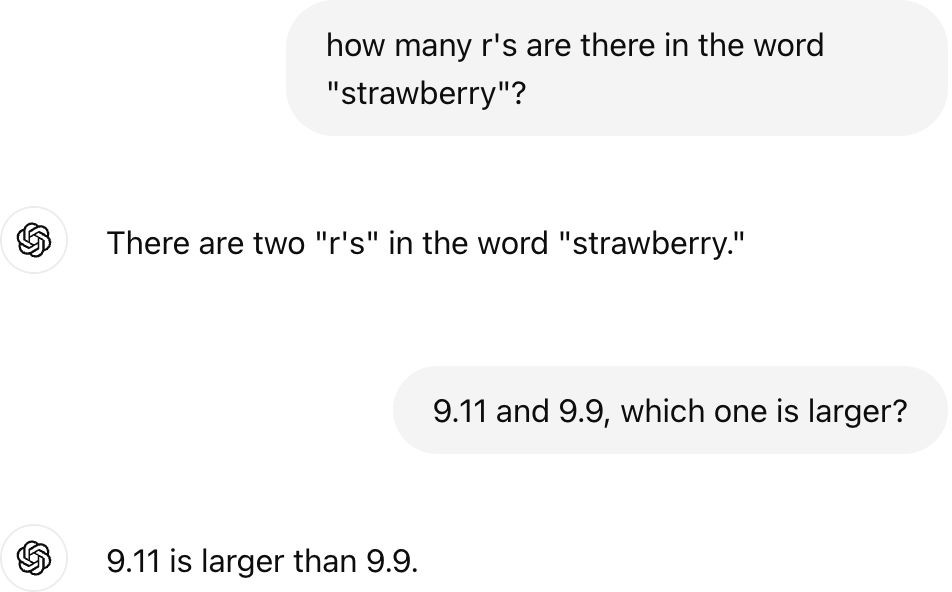 how many r's are there in the word
"strawberry"?
There are two "r's" in the word "strawberry."
9.11 and 9.9, which one is larger?
9.11 is larger than 9.9.